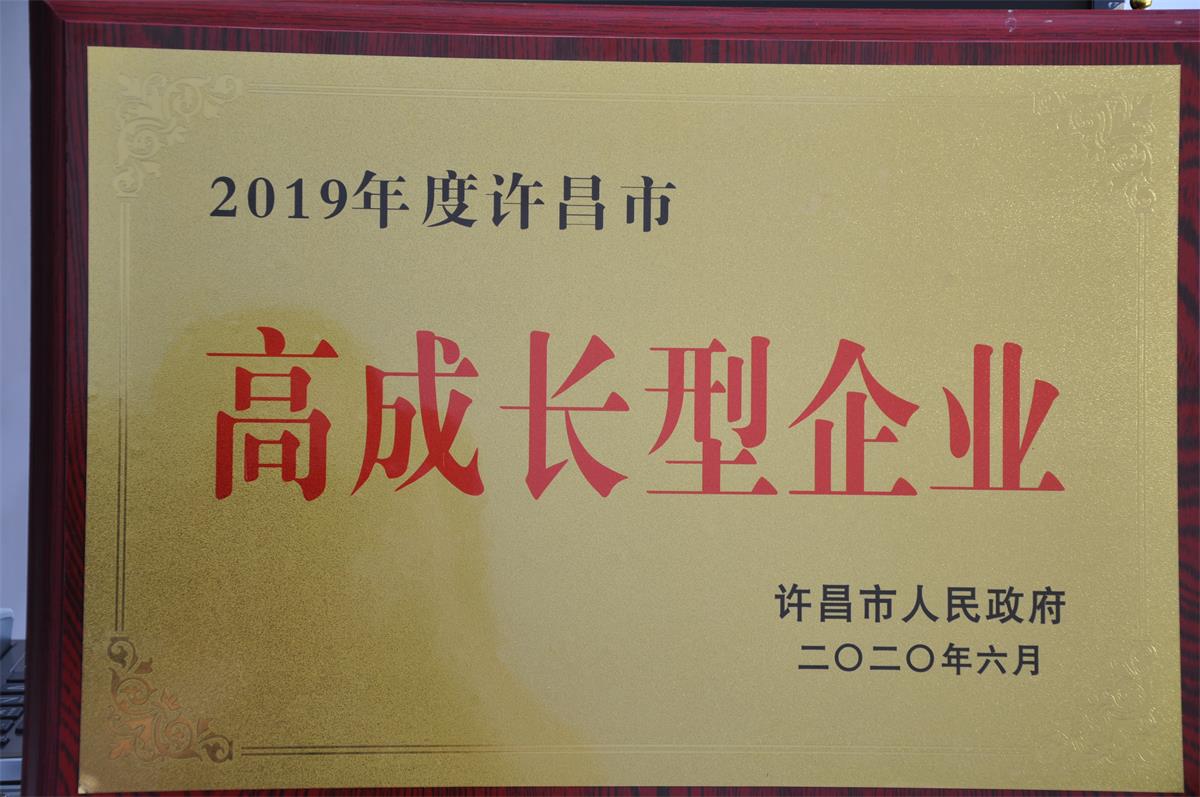 2019年度许昌市
高成长型企业
许昌市人民政府
二〇二〇年六月